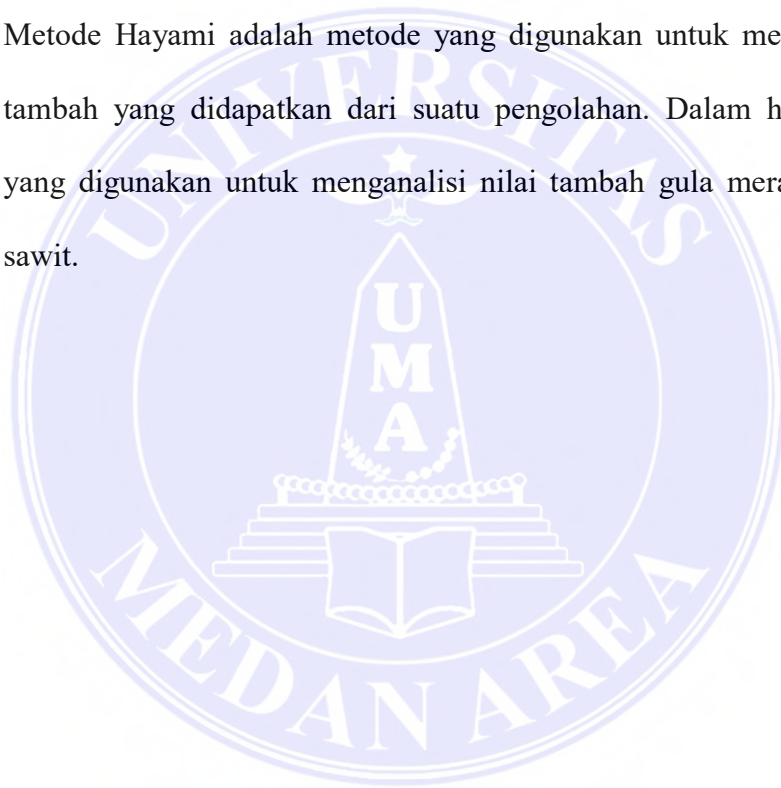 Metode Hayami adalah metode yang digunakan untuk me
tambah yang didapatkan dari suatu pengolahan. Dalam h
yang digunakan untuk menganalisi nilai tambah gula mera
sawit.
UNIVERSITAS
UMA
MEDAN AREA